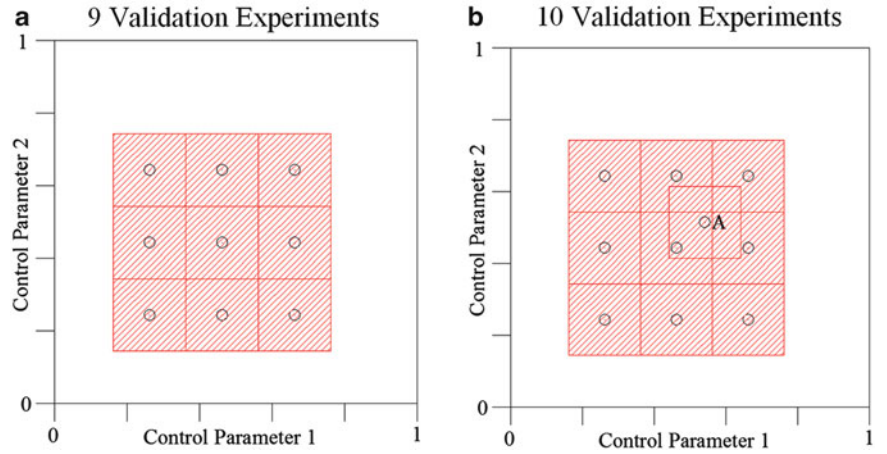 a
9 Validation Experiments
1
Control Parameter 2
0
0
Control Parameter 1
1
b
10 Validation Experiments
1
Control Parameter 2
A
0
0
Control Parameter 1
1